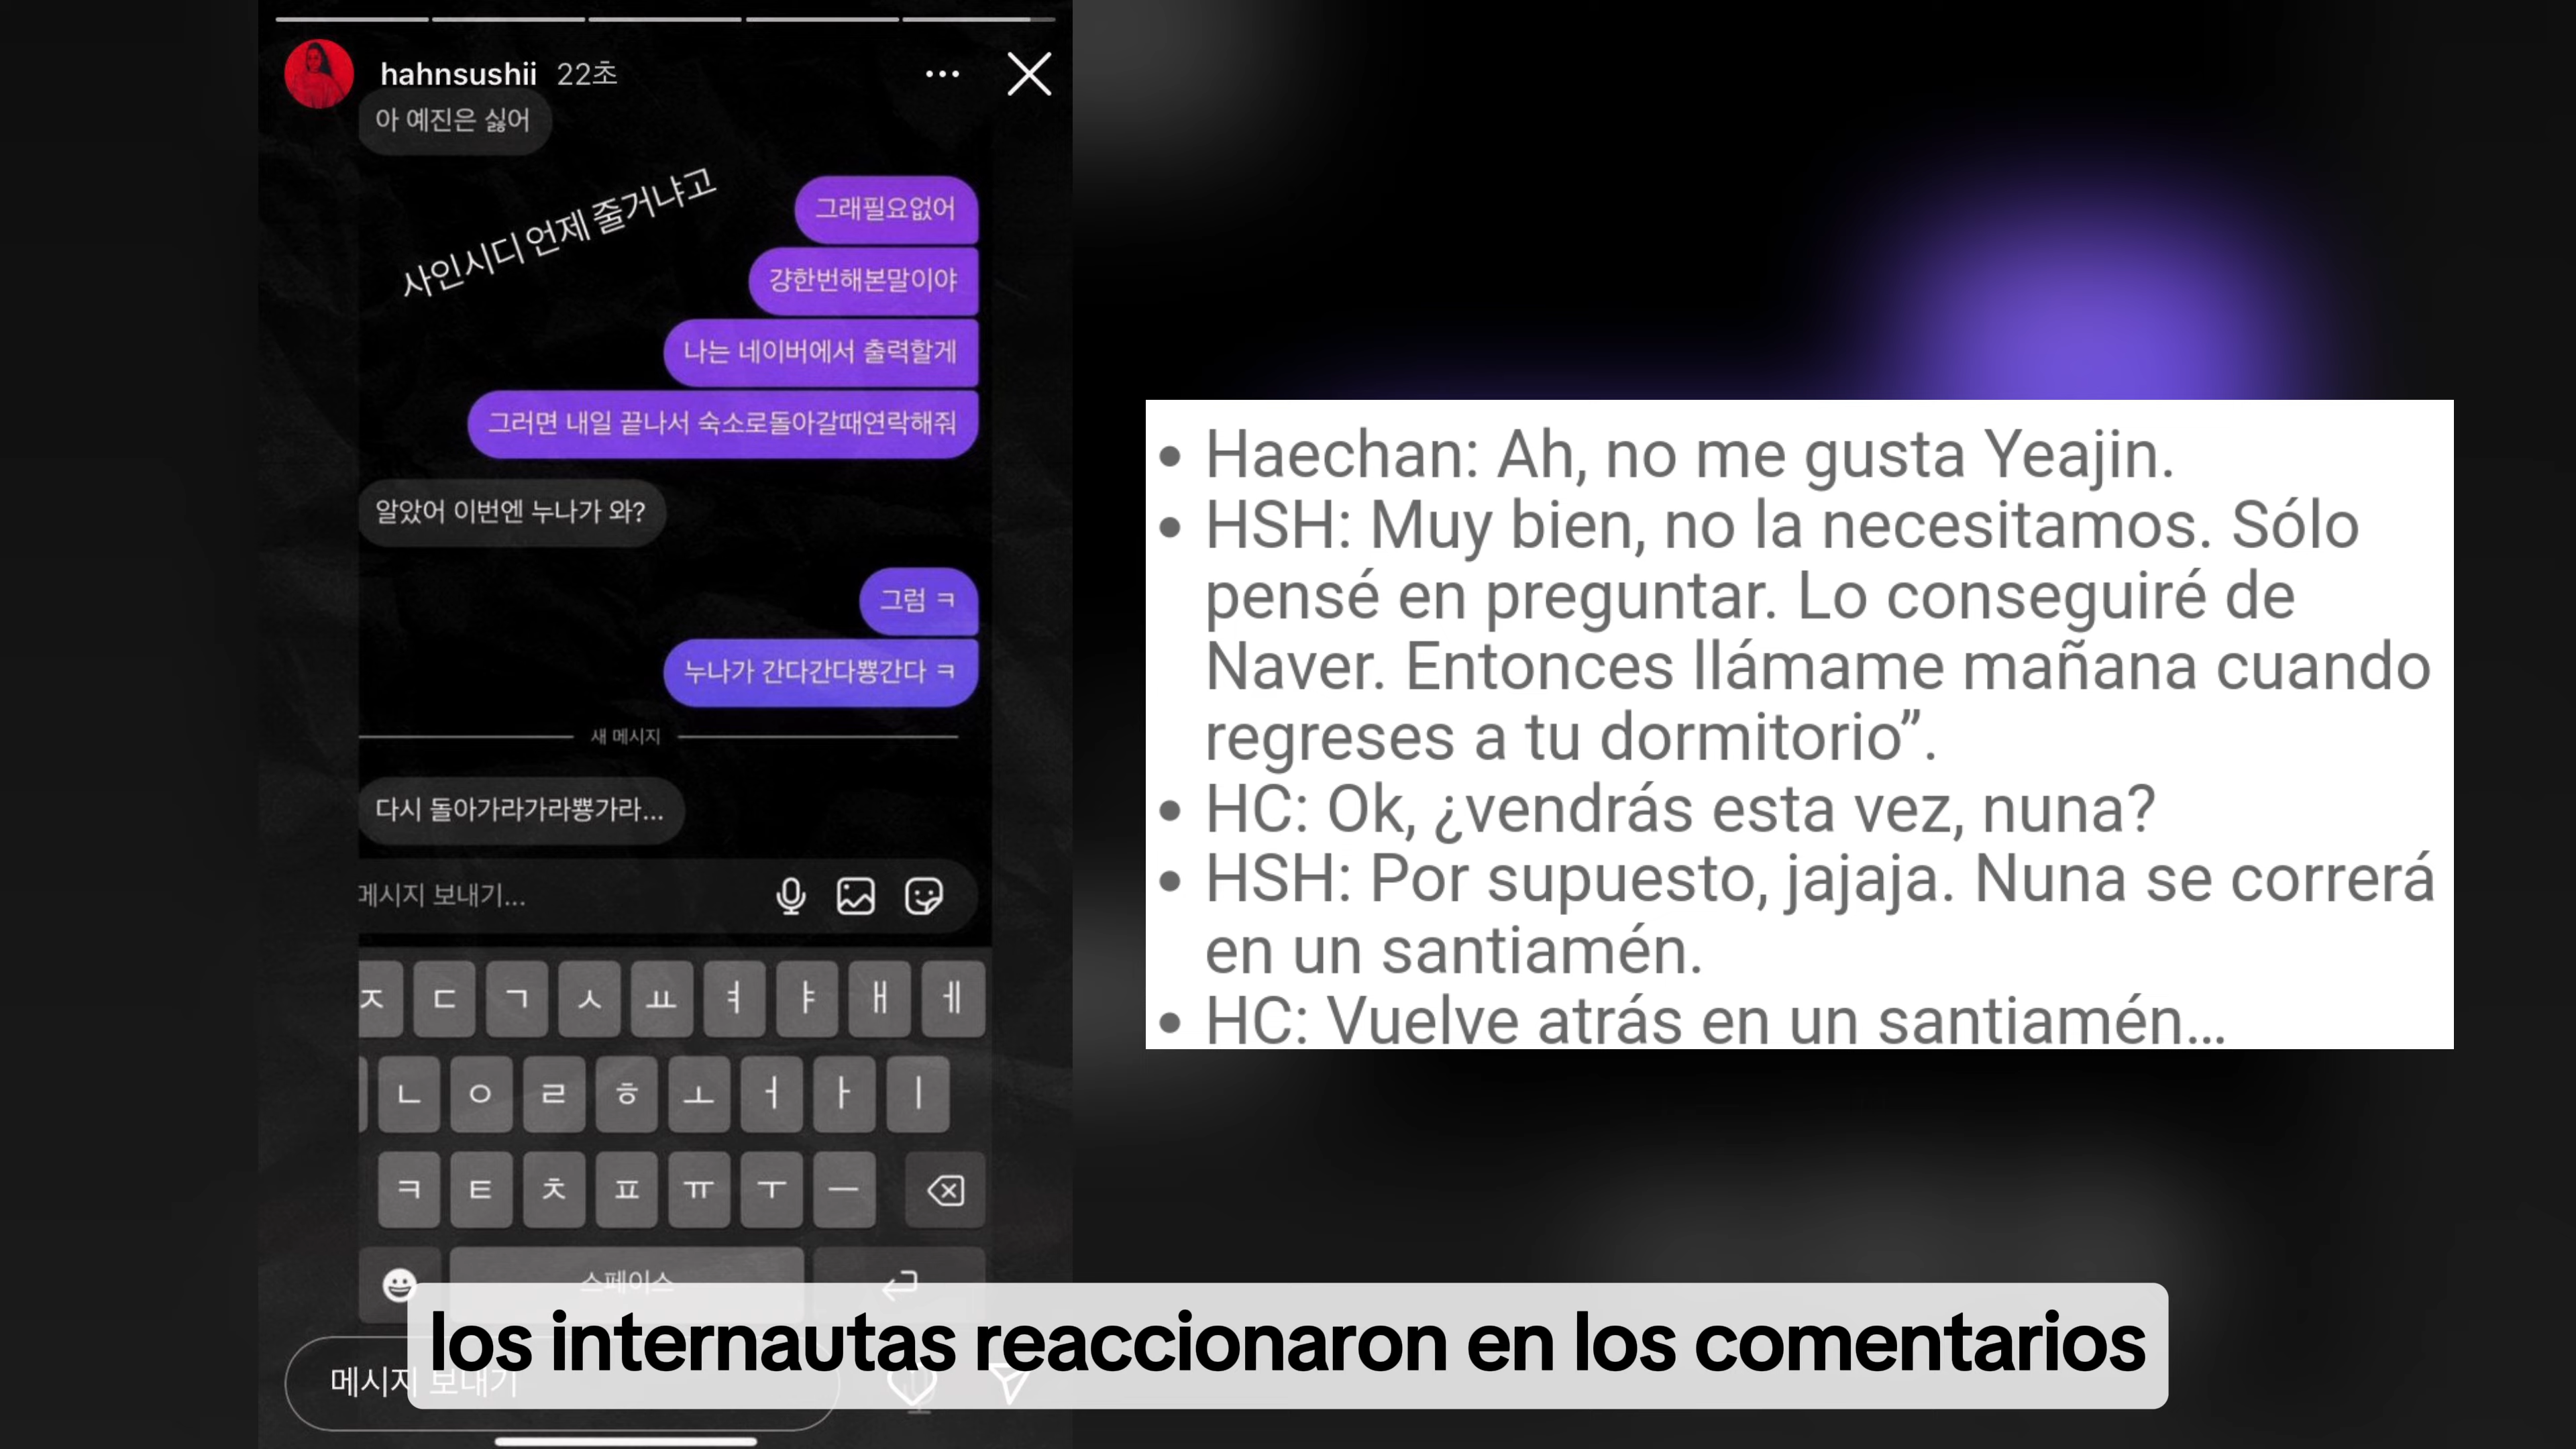 hahnsushii 22초
아 예진은 싫어
사인시디 언제 줄거냐고
그래필요없어
걍한번해본말이야
나는 네이버에서 출력할게
그러면 내일 끝나서 숙소로돌아갈때연락해줘
알았어 이번엔 누나가 와?
그럼 ㅋ
누나가 간다간다뿅간다 ㅋ
새 메시지
다시 돌아가라가라뿅가라...
메시지 보내기...
ㅈ ㄷ ㄱ ㅅ ㅛ ㅕ ㅑ ㅐ ㅔ
ㄴ ㅇ ㄹ ㅎ ㅗ ㅓ ㅏ ㅣ
ㅋ ㅌ ㅊ ㅍ ㅠ ㅜ ㅡ
스페이스
메시지 보내기
• Haechan: Ah, no me gusta Yeajin.
• HSH: Muy bien, no la necesitamos. Sólo
pensé en preguntar. Lo conseguiré de
Naver. Entonces llámame mañana cuando
regreses a tu dormitorio”.
• HC: Ok, ¿vendrás esta vez, nuna?
• HSH: Por supuesto, jajaja. Nuna se correrá
en un santiamén.
• HC: Vuelve atrás en un santiamén...
los internautas reaccionaron en los comentarios